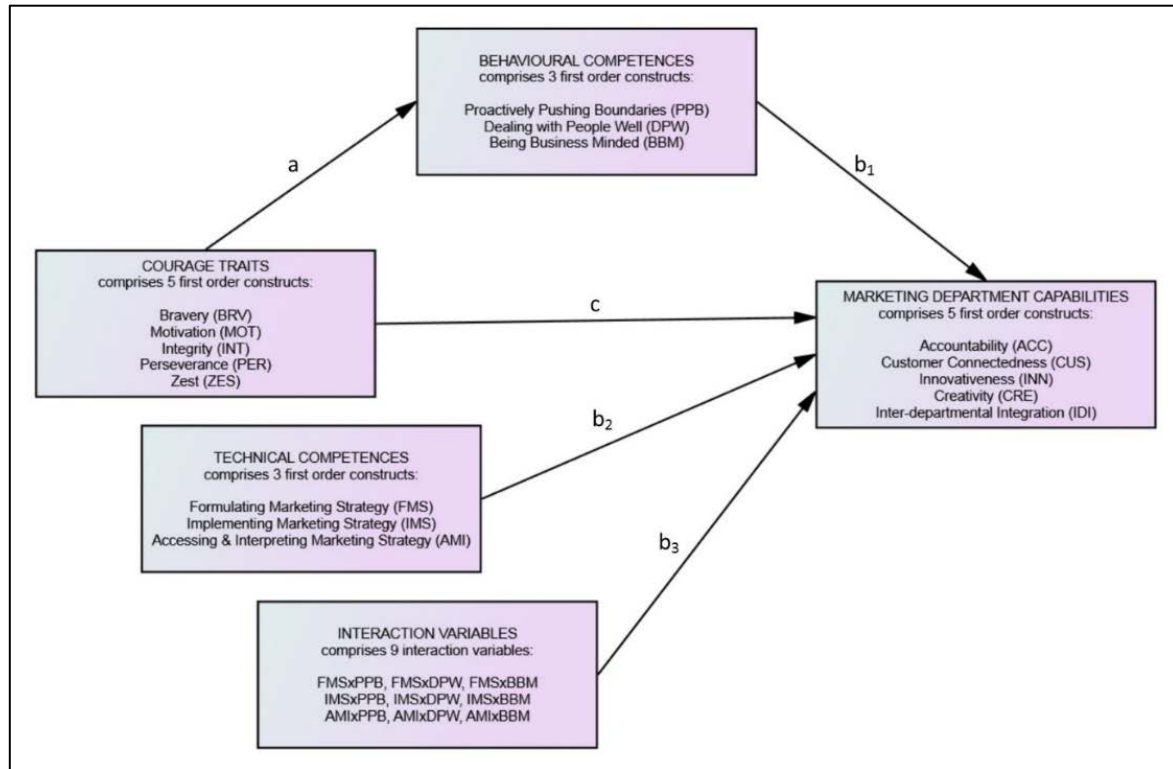 BEHAVIOURAL COMPETENCES
comprises 3 first order constructs:
Proactively Pushing Boundaries (PPB)
Dealing with People Well (DPW)
Being Business Minded (BBM)
a
b₁
COURAGE TRAITS
comprises 5 first order constructs:
Bravery (BRV)
Motivation (MOT)
Integrity (INT)
Perseverance (PER)
Zest (ZES)
c
MARKETING DEPARTMENT CAPABILITIES
comprises 5 first order constructs:
Accountability (ACC)
Customer Connectedness (CUS)
Innovativeness (INN)
Creativity (CRE)
Inter-departmental Integration (IDI)
b₂
TECHNICAL COMPETENCES
comprises 3 first order constructs:
Formulating Marketing Strategy (FMS)
Implementing Marketing Strategy (IMS)
Accessing & Interpreting Marketing Strategy (AMI)
b₃
INTERACTION VARIABLES
comprises 9 interaction variables:
FMSxPPB, FMSxDPW, FMSxBBM
IMSxPPB, IMSxDPW, IMSxBBM
AMIxPPB, AMIxDPW, AMIxBBM